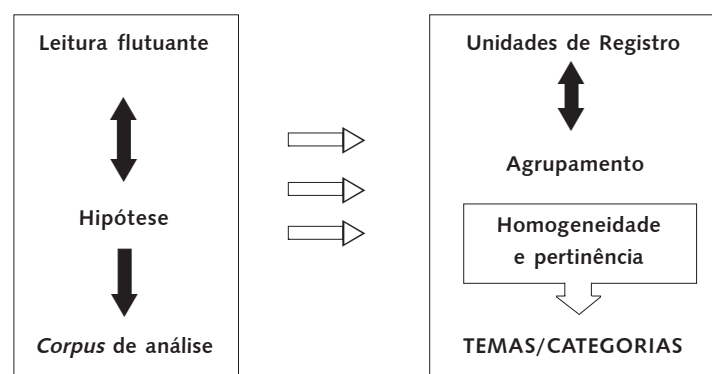 Leitura flutuante
Hipótese
Corpus de análise
Unidades de Registro
Agrupamento
Homogeneidade
e pertinência
TEMAS/CATEGORIAS